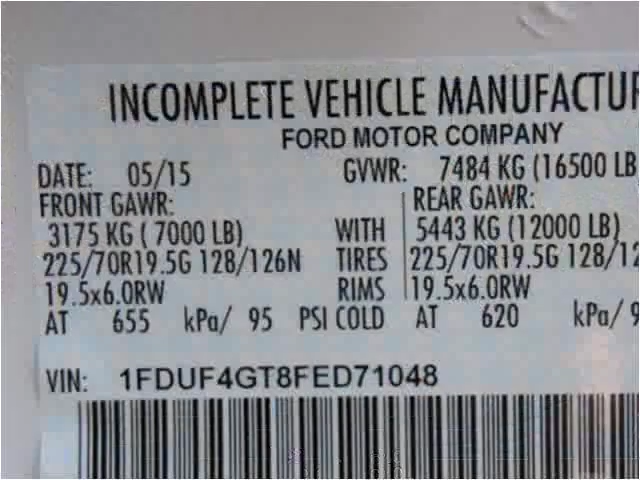 INCOMPLETE VEHICLE MANUFACTUR
FORD MOTOR COMPANY
DATE: 05/15 GVWR: 7484 KG (16500 LB
FRONT GAWR: REAR GAWR:
3175 KG ( 7000 LB) WITH 5443 KG (12000 LB)
225/70R19.5G 128/126N TIRES 225/70R19.5G 128/12
19.5x6.0RW RIMS 19.5x6.0RW
AT 655 kPa/ 95 PSI COLD AT 620 kPa/ 9
VIN: 1FDUF4GT8FED71048